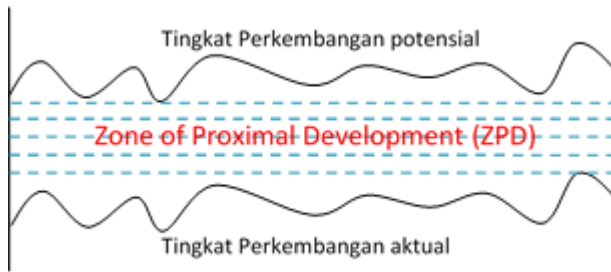 Tingkat Perkembangan potensial
Zone of Proximal Development (ZPD)
Tingkat Perkembangan aktual